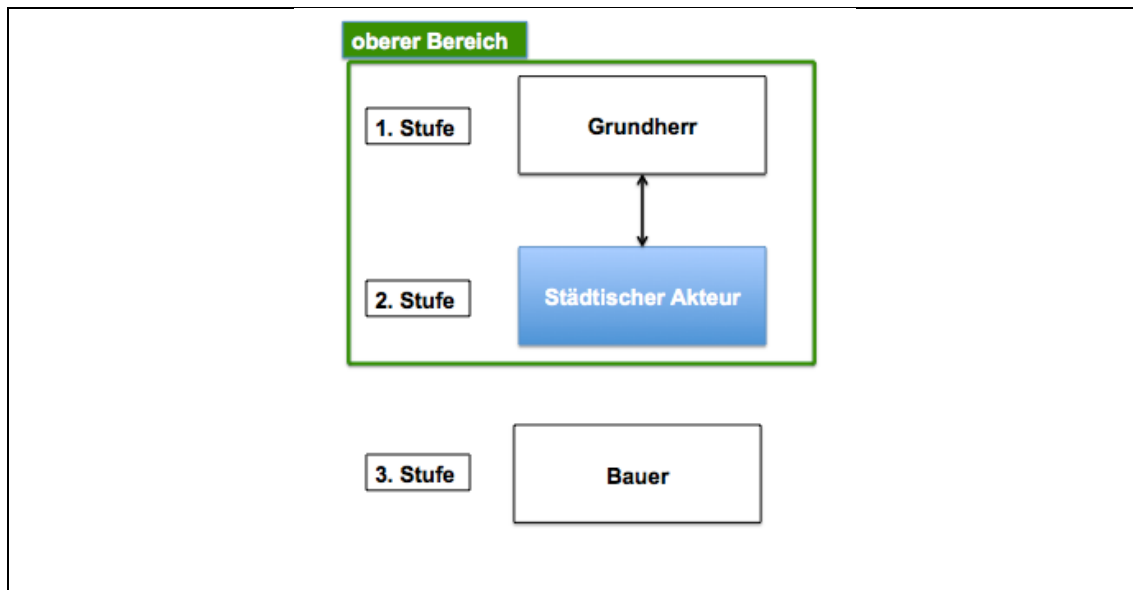 oberer Bereich
1. Stufe
Grundherr
2. Stufe
Städtischer Akteur
3. Stufe
Bauer